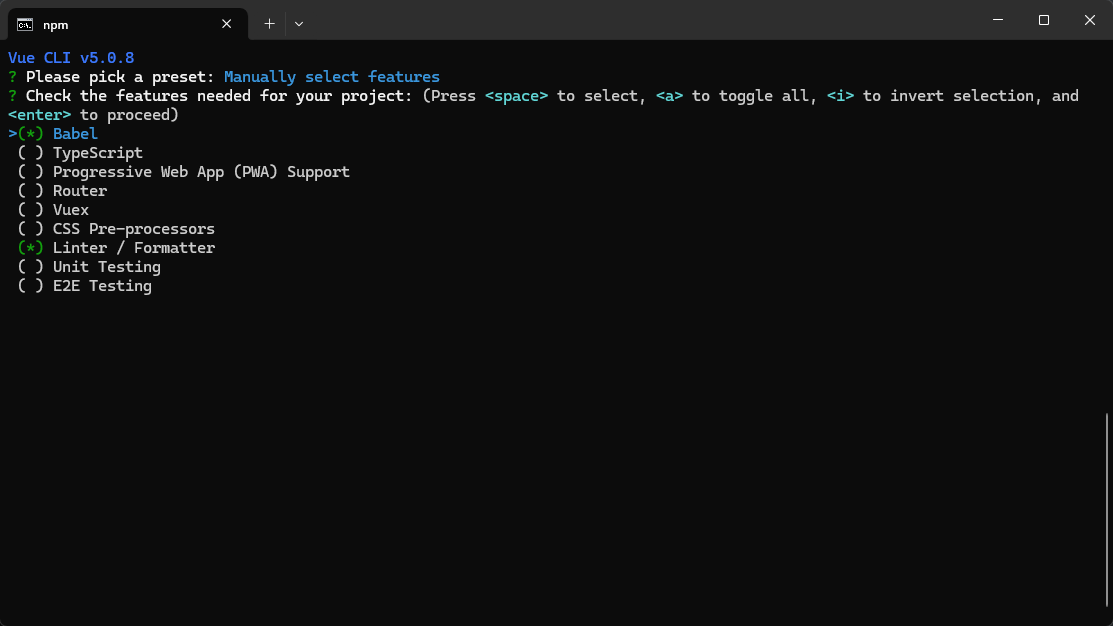 npm
Vue CLI v5.0.8
? Please pick a preset: Manually select features
? Check the features needed for your project: (Press <space> to select, <a> to toggle all, <i> to invert selection, and
<enter> to proceed)
>(*) Babel
( ) TypeScript
( ) Progressive Web App (PWA) Support
( ) Router
( ) Vuex
( ) CSS Pre-processors
(*) Linter / Formatter
( ) Unit Testing
( ) E2E Testing